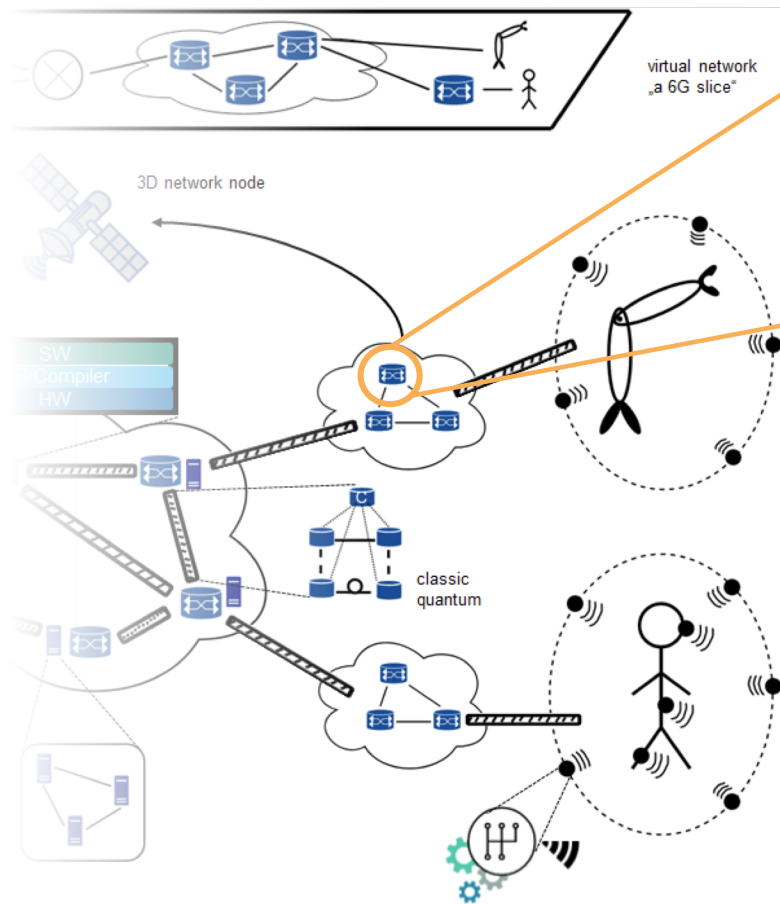 virtual network
„a 6G slice“
3D network node
SW
Compiler
HW
C
classic
quantum